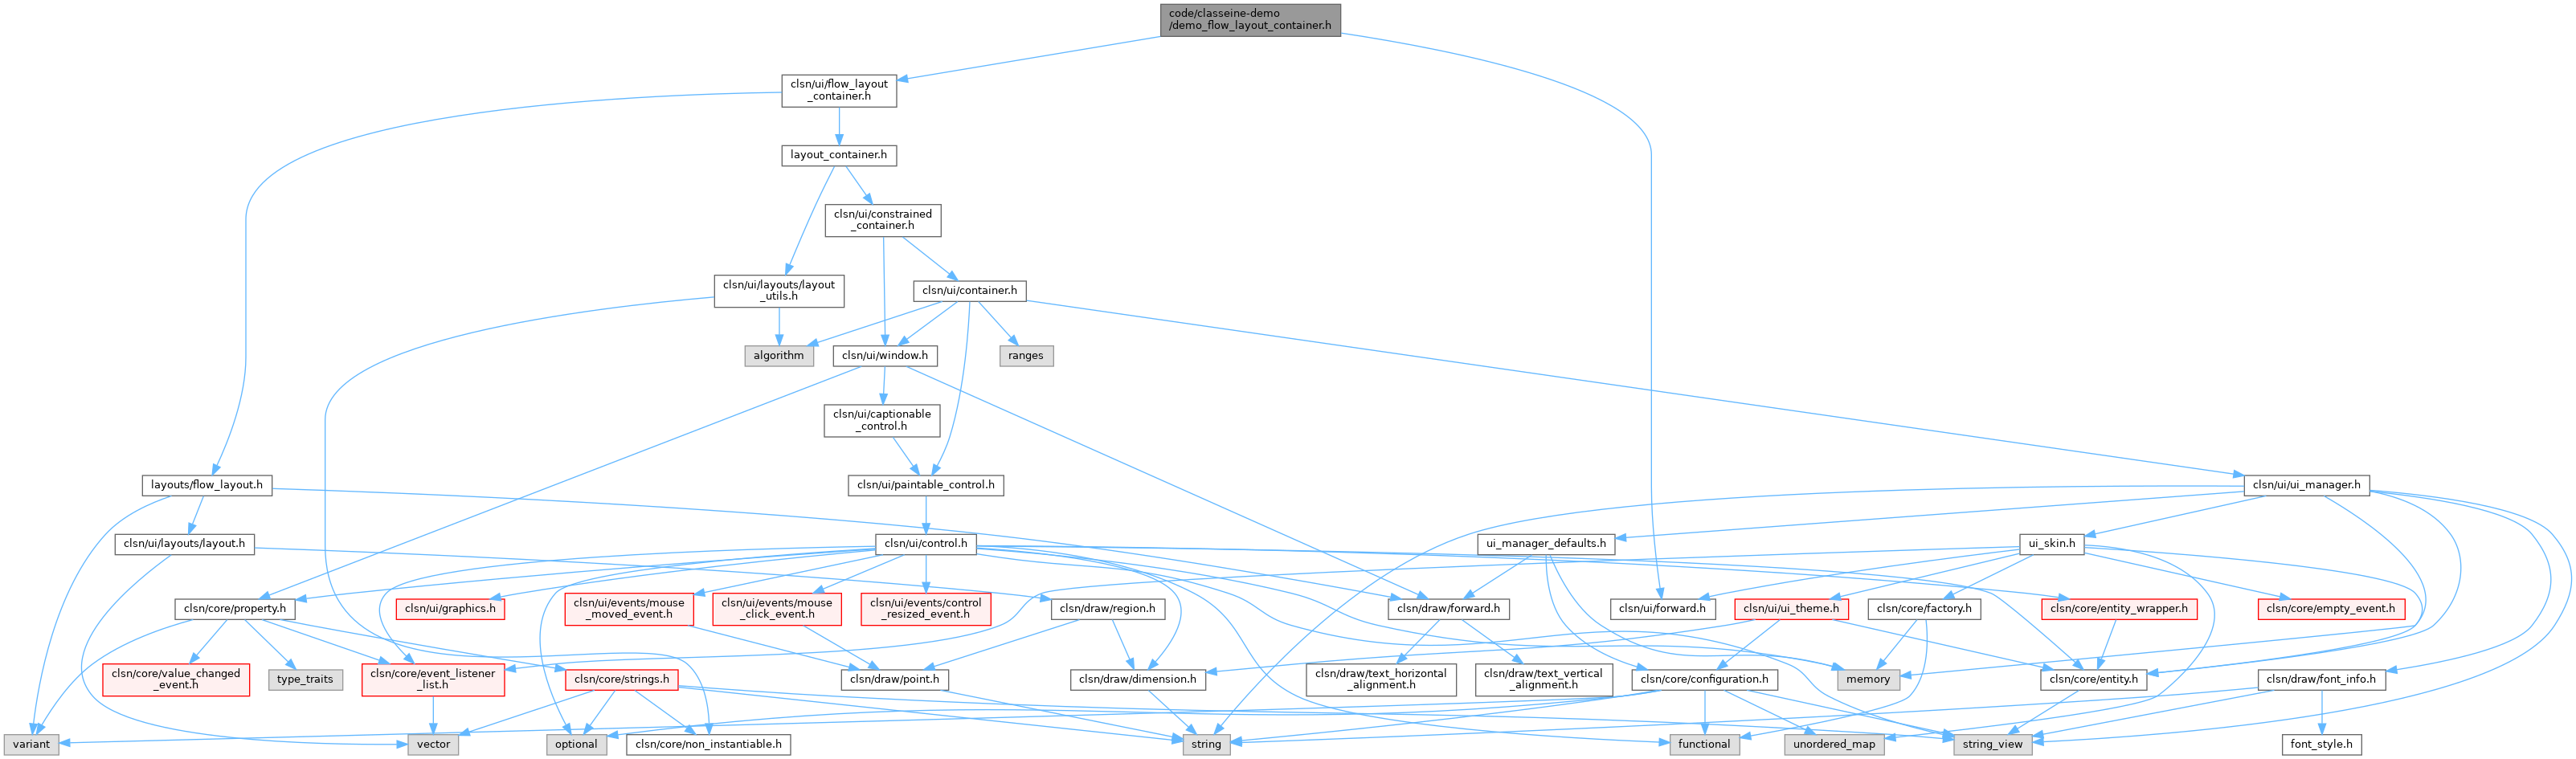 code/classeine-demo
/demo_flow_layout_container.h
clsn/ui/flow_layout
_container.h
layout_container.h
clsn/ui/constrained
_container.h
clsn/ui/layouts/layout
_utils.h
clsn/ui/container.h
algorithm
clsn/ui/window.h
ranges
clsn/ui/captionable
_control.h
layouts/flow_layout.h
clsn/ui/paintable_control.h
clsn/ui/ui_manager.h
clsn/ui/layouts/layout.h
clsn/ui/control.h
ui_manager_defaults.h
ui_skin.h
clsn/core/property.h
clsn/ui/graphics.h
clsn/ui/events/mouse
_moved_event.h
clsn/ui/events/mouse
_click_event.h
clsn/ui/events/control
_resized_event.h
clsn/draw/region.h
clsn/draw/forward.h
clsn/ui/forward.h
clsn/ui/ui_theme.h
clsn/core/factory.h
clsn/core/entity_wrapper.h
clsn/core/empty_event.h
clsn/core/value_changed
_event.h
type_traits
clsn/core/event_listener
_list.h
clsn/core/strings.h
clsn/draw/point.h
clsn/draw/dimension.h
clsn/draw/text_horizontal
_alignment.h
clsn/draw/text_vertical
_alignment.h
clsn/core/configuration.h
memory
clsn/core/entity.h
clsn/draw/font_info.h
variant
vector
optional
clsn/core/non_instantiable.h
string
functional
unordered_map
string_view
font_style.h